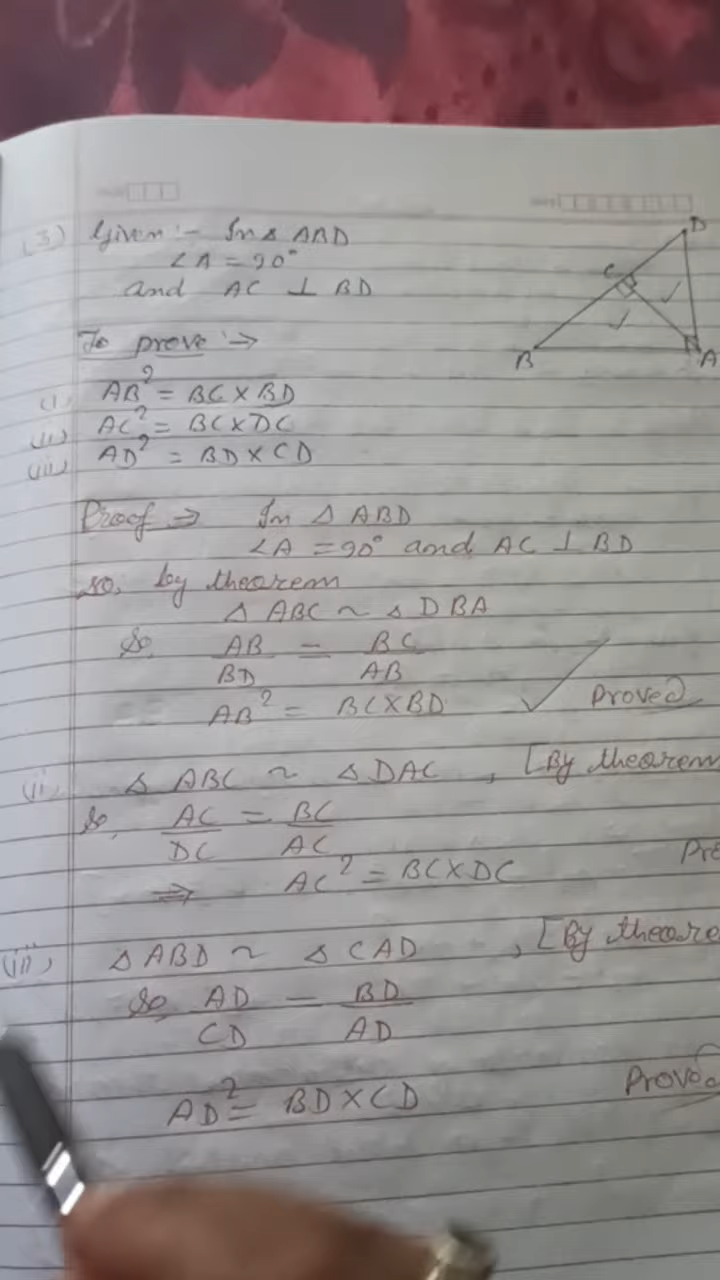 (3) Given :- In △ ABD
∠A = 90°
and AC ⊥ BD
D
C
B
A
To prove :→
(i) AB² = BC × BD
(ii) AC² = BC × DC
(iii) AD² = BD × CD
Proof ⇒ In △ ABD
∠A = 90° and AC ⊥ BD
so, by theorem
△ ABC ~ △ DBA
So, AB/BD = BC/AB
AB² = BC×BD ✓ Proved
(ii) △ ABC ~ △ DAC , [By theorem
So, AC/DC = BC/AC
⇒ AC² = BC×DC
(iii) △ ABD ~ △ CAD , [By theore
So, AD/CD = BD/AD
AD² = BD × CD Proved